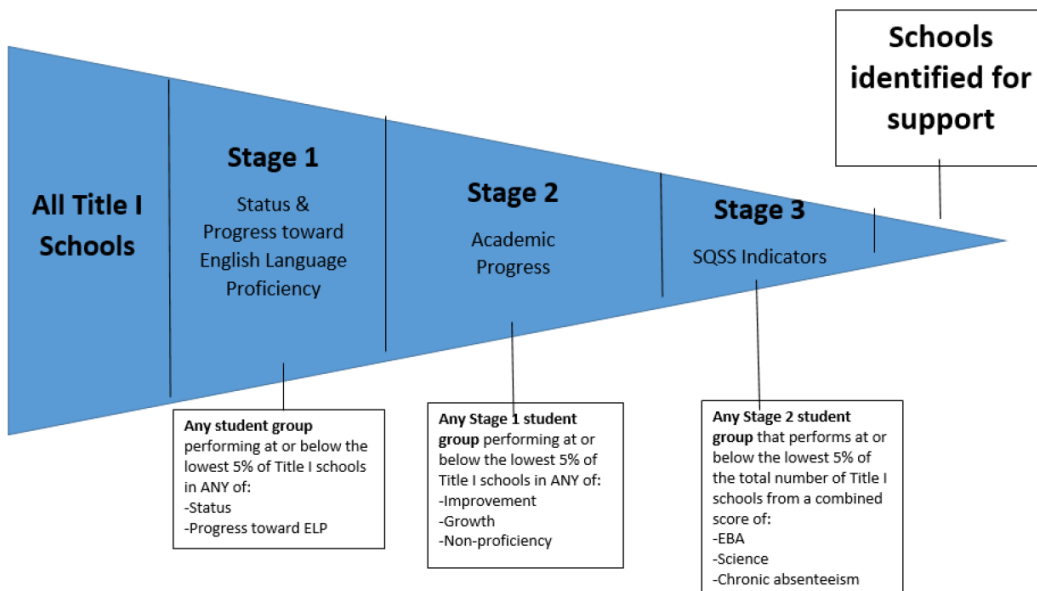 Schools
identified for
support
All Title I
Schools
Stage 1
Status &
Progress toward
English Language
Proficiency
Stage 2
Academic
Progress
Stage 3
SQSS Indicators
Any student group
performing at or below the
lowest 5% of Title I schools
in ANY of:
-Status
-Progress toward ELP
Any Stage 1 student
group performing at or
below the lowest 5% of
Title I schools in ANY of:
-Improvement
-Growth
-Non-proficiency
Any Stage 2 student
group that performs at or
below the lowest 5% of
the total number of Title I
schools from a combined
score of:
-EBA
-Science
-Chronic absenteeism